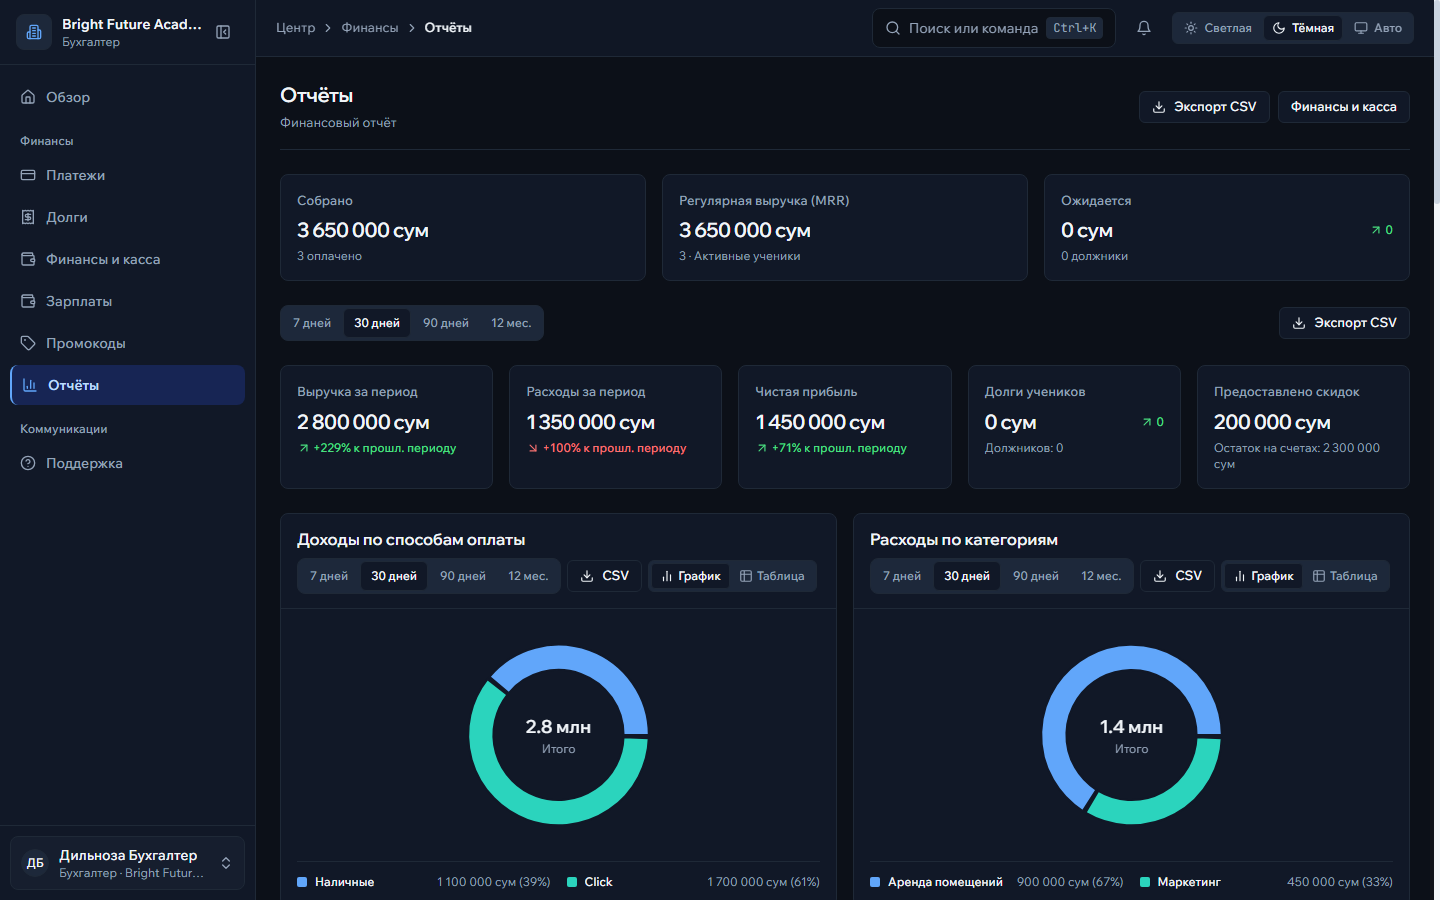 Bright Future Acad...
Бухгалтер
Обзор
Финансы
Платежи
Долги
Финансы и касса
Зарплаты
Промокоды
Отчёты
Коммуникации
Поддержка
ДБ
Дильноза Бухгалтер
Бухгалтер · Bright Futur...
Центр > Финансы > Отчёты
Поиск или команда Ctrl+K
Светлая Тёмная Авто
Отчёты
Финансовый отчёт
Экспорт CSV Финансы и касса
Собрано
3 650 000 сум
3 оплачено
Регулярная выручка (MRR)
3 650 000 сум
3 · Активные ученики
Ожидается
0 сум
0
0 должники
7 дней 30 дней 90 дней 12 мес.
Экспорт CSV
Выручка за период
2 800 000 сум
+229% к прошл. периоду
Расходы за период
1 350 000 сум
+100% к прошл. периоду
Чистая прибыль
1 450 000 сум
+71% к прошл. периоду
Долги учеников
0 сум
0
Должников: 0
Предоставлено скидок
200 000 сум
Остаток на счетах: 2 300 000
сум
Доходы по способам оплаты
7 дней 30 дней 90 дней 12 мес. CSV График Таблица
2.8 млн
Итого
Наличные 1 100 000 сум (39%) Click 1 700 000 сум (61%)
Расходы по категориям
7 дней 30 дней 90 дней 12 мес. CSV График Таблица
1.4 млн
Итого
Аренда помещений 900 000 сум (67%) Маркетинг 450 000 сум (33%)